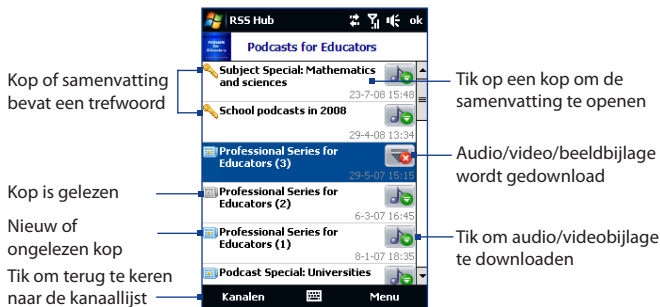 RSS Hub ok
Podcasts for Educators
Subject Special: Mathematics
and sciences
23-7-08 15:48
School podcasts in 2008
29-4-08 13:34
Professional Series for
Educators (3)
29-5-07 15:15
Professional Series for
Educators (2)
6-3-07 16:45
Professional Series for
Educators (1)
8-1-07 18:35
Podcast Special: Universities
Kanalen Menu
Kop of samenvatting
bevat een trefwoord
Kop is gelezen
Nieuw of
ongelezen kop
Tik om terug te keren
naar de kanaallijst
Tik op een kop om de
samenvatting te openen
Audio/video/beeldbijlage
wordt gedownload
Tik om audio/videobijlage
te downloaden